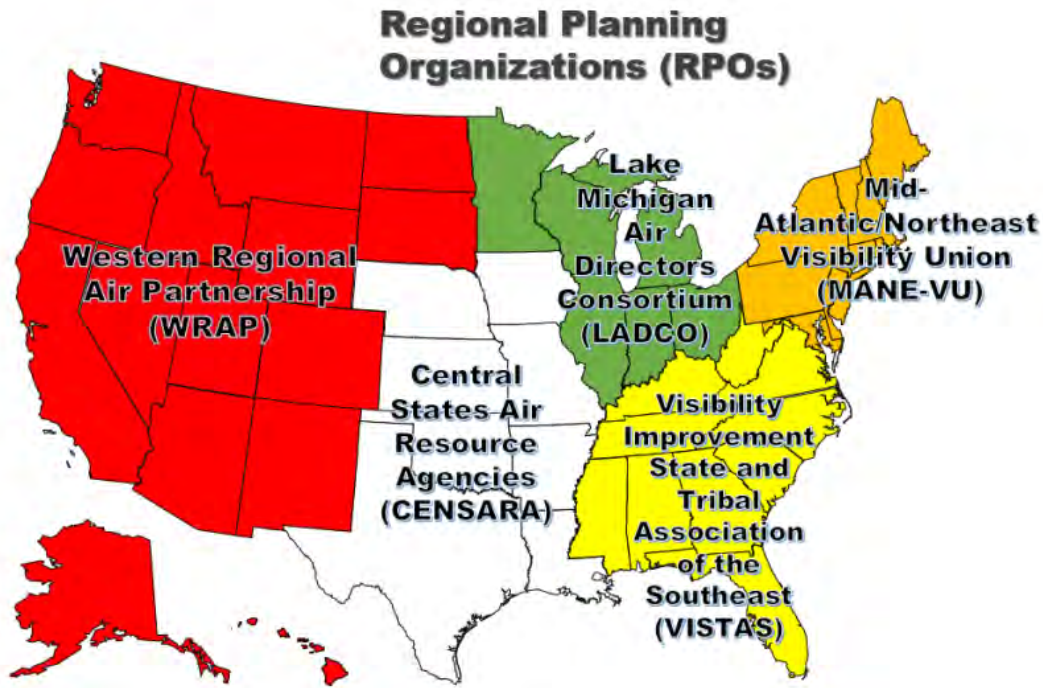 Regional Planning
Organizations (RPOs)
Lake
Michigan
Air
Directors
Consortium
(LADCO)
Mid-
Atlantic/Northeast
Visibility Union
(MANE-VU)
Western Regional
Air Partnership
(WRAP)
Central
States Air
Resource
Agencies
(CENSARA)
Visibility
Improvement
State and
Tribal
Association
of the
Southeast
(VISTAS)